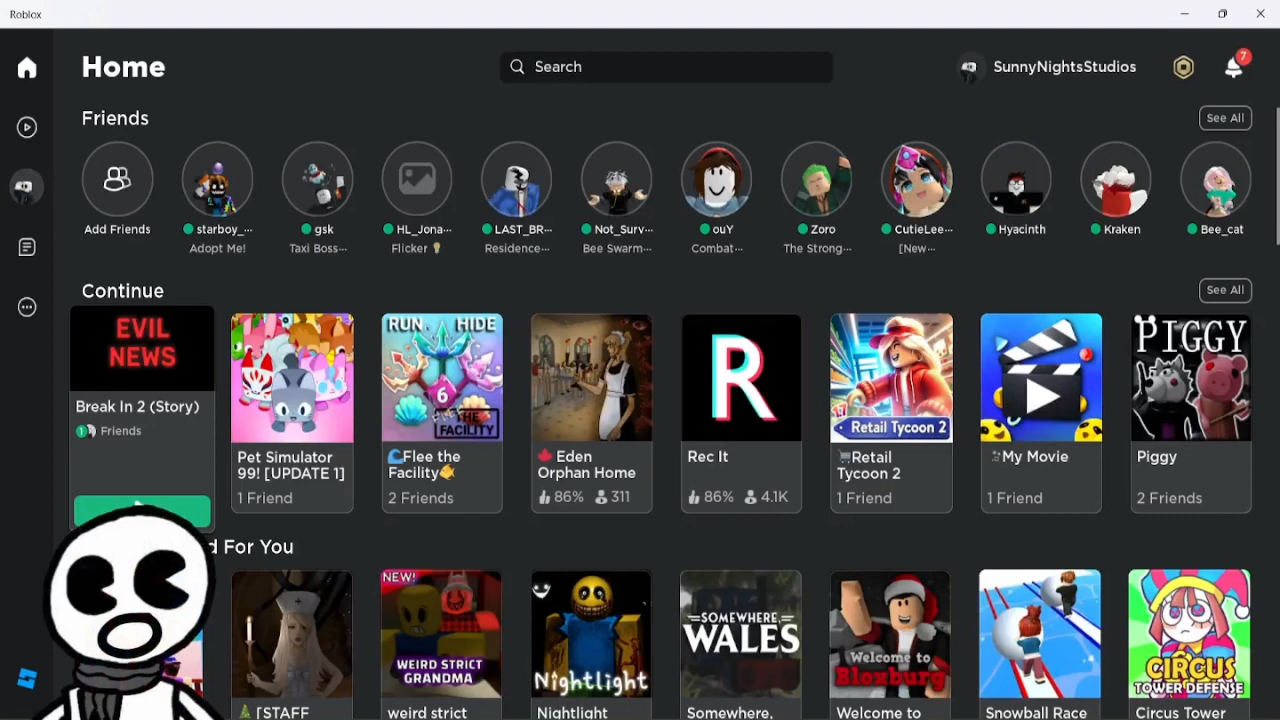 Roblox
Home
Search
SunnyNightsStudios
7
Friends
See All
Add Friends
starboy_...
Adopt Me!
gsk
Taxi Boss...
HL_Jona...
Flicker
LAST_BR...
Residence...
Not_Surv...
Bee Swarm...
ouY
Combat...
Zoro
The Strong...
CutieLee...
[New...
Hyacinth
Kraken
Bee_cat
Continue
See All
EVIL
NEWS
Break In 2 (Story)
1 Friends
Pet Simulator
99! [UPDATE 1]
1 Friend
RUN. HIDE
6
THE
FACILITY
🌊Flee the
Facility🐠
2 Friends
🍁 Eden
Orphan Home
86% 311
R
Rec It
86% 4.1K
Retail Tycoon 2
🛒Retail
Tycoon 2
1 Friend
My Movie
1 Friend
PIGGY
Piggy
2 Friends
d For You
🎄 [STAFF
NEW!
WEIRD STRICT
GRANDMA
weird strict
Nightlight
Nightlight
SOMEWHERE,
WALES
Somewhere,
Welcome to
Bloxburg
Welcome to
Snowball Race
CIRCUS
TOWER DEFENSE
Circus Tower